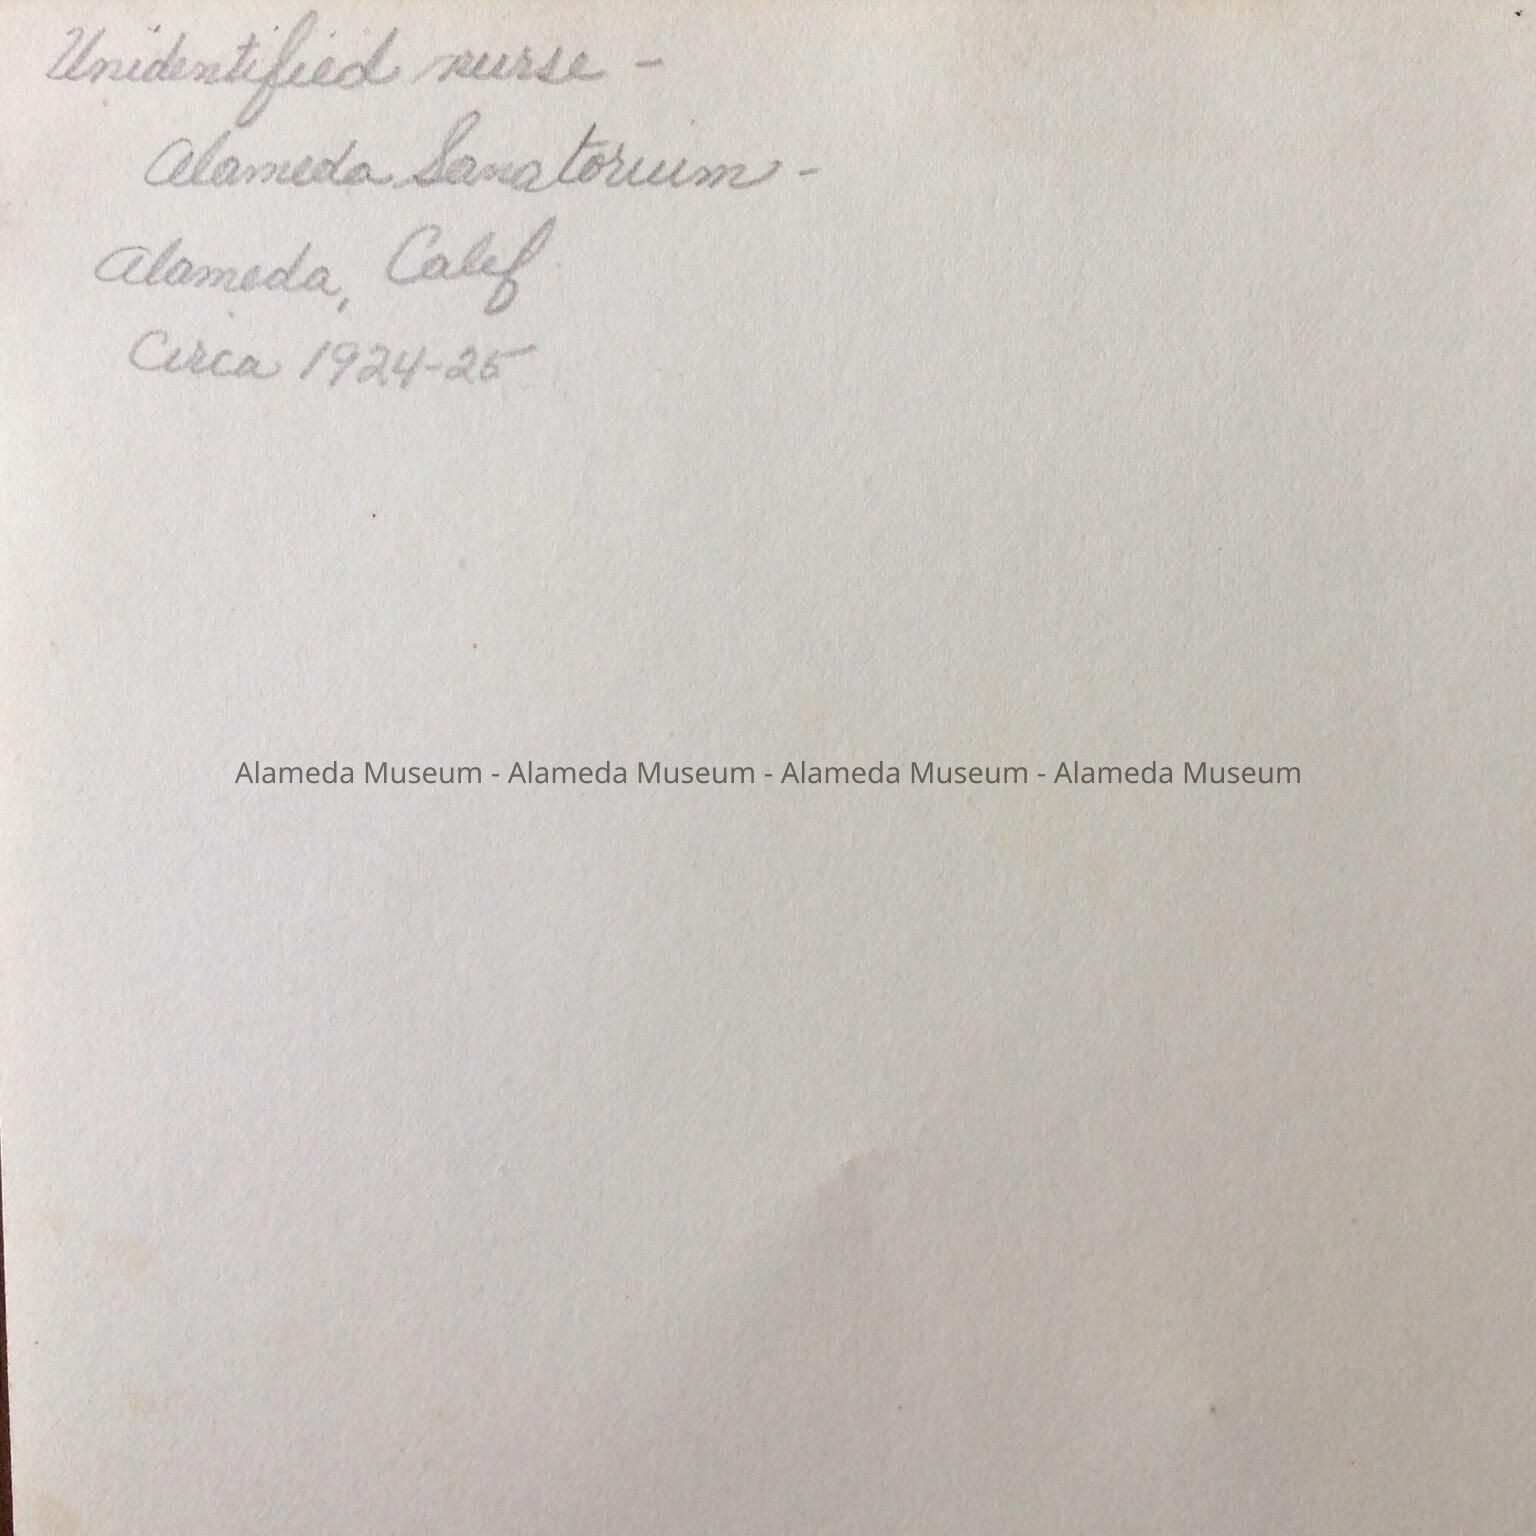 Unidentified nurse -
Alameda Sanatorium -
Alameda, Calif
Circa 1924-25
Alameda Museum - Alameda Museum - Alameda Museum - Alameda Museum